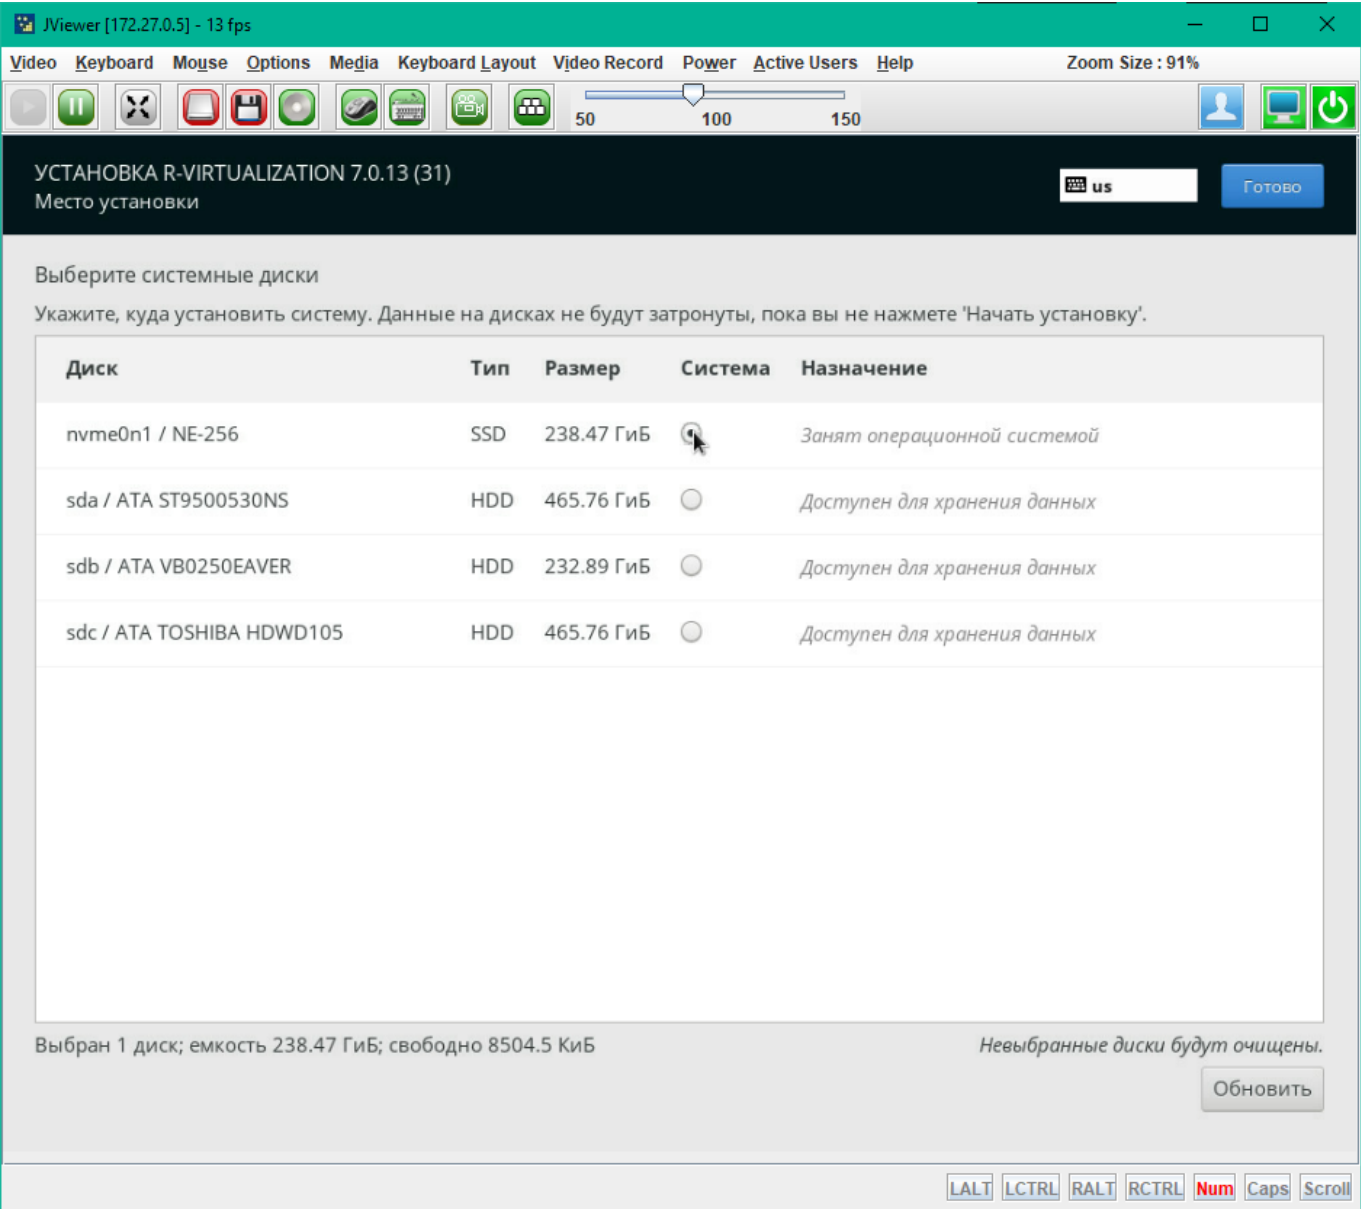 JViewer [172.27.0.5] - 13 fps
Video Keyboard Mouse Options Media Keyboard Layout Video Record Power Active Users Help Zoom Size : 91%
50 100 150
УСТАНОВКА R-VIRTUALIZATION 7.0.13 (31)
Место установки
us
Готово
Выберите системные диски
Укажите, куда установить систему. Данные на дисках не будут затронуты, пока вы не нажмете 'Начать установку'.
Диск Тип Размер Система Назначение
nvme0n1 / NE-256 SSD 238.47 ГиБ Занят операционной системой
sda / ATA ST9500530NS HDD 465.76 ГиБ Доступен для хранения данных
sdb / ATA VB0250EAVER HDD 232.89 ГиБ Доступен для хранения данных
sdc / ATA TOSHIBA HDWD105 HDD 465.76 ГиБ Доступен для хранения данных
Выбран 1 диск; емкость 238.47 ГиБ; свободно 8504.5 КиБ Невыбранные диски будут очищены.
Обновить
LALT LCTRL RALT RCTRL Num Caps Scroll